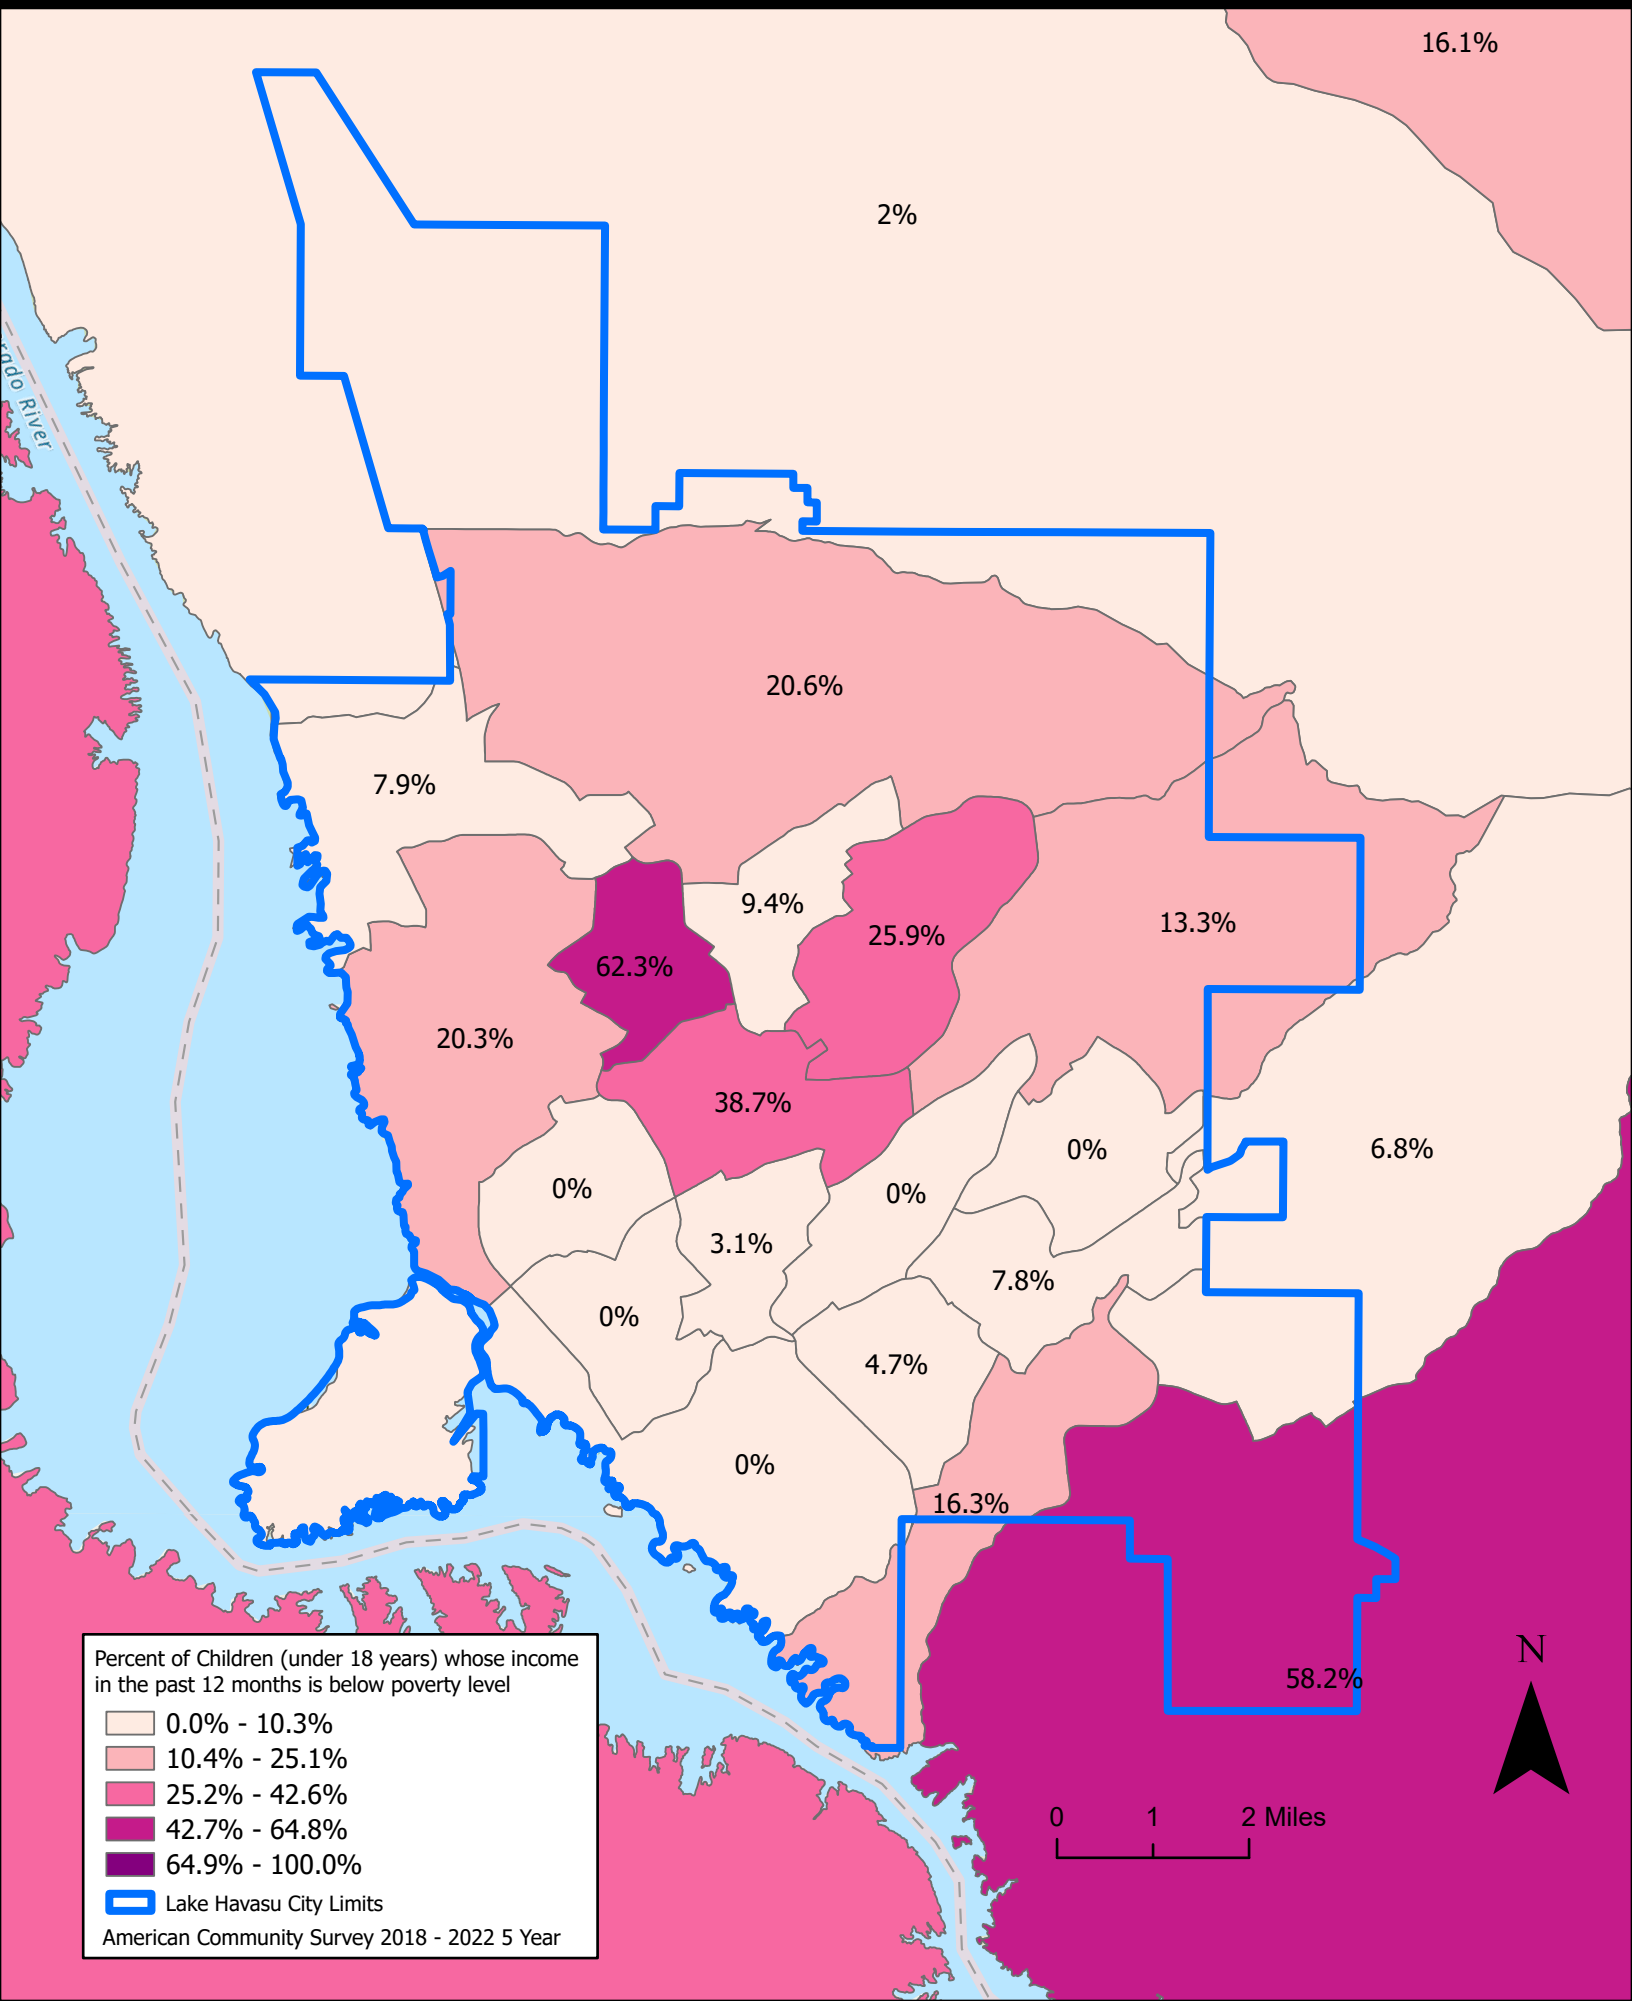 16.1%
2%
River
20.6%
7.9%
9.4%
13.3%
25.9%
62.3%
20.3%
38.7%
0%
6.8%
0%
0%
3.1%
7.8%
0%
4.7%
0%
16.3%
58.2%
N
0 1 2 Miles
Percent of Children (under 18 years) whose income
in the past 12 months is below poverty level
0.0% - 10.3%
10.4% - 25.1%
25.2% - 42.6%
42.7% - 64.8%
64.9% - 100.0%
Lake Havasu City Limits
American Community Survey 2018 - 2022 5 Year